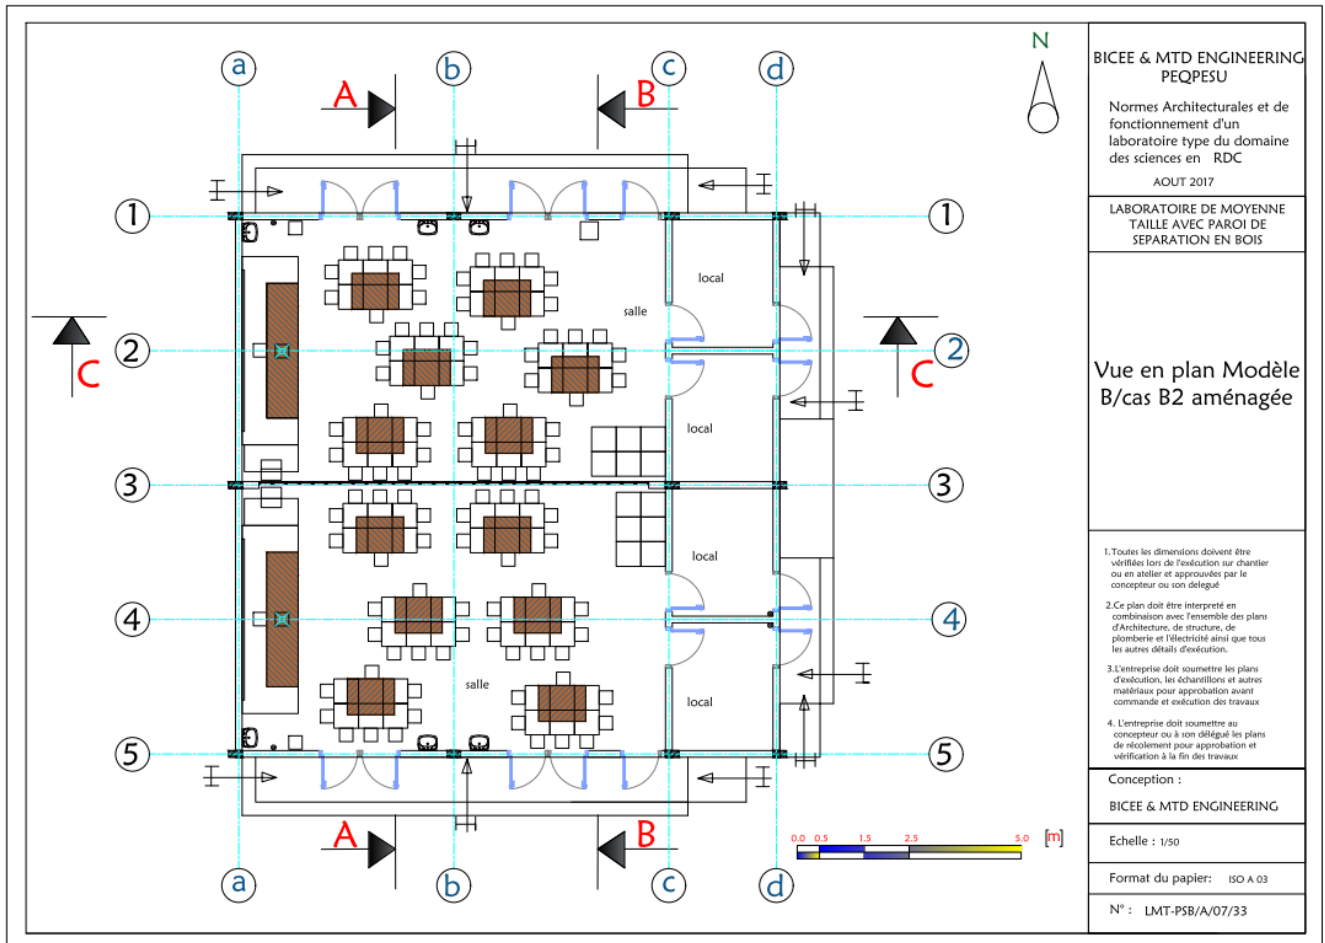 N
a
b
c
d
A
B
1
1
local
salle
2
2
C
C
local
3
3
local
4
4
salle
local
5
5
A
B
a
b
c
d
0.0 0.5 1.5 2.5 5.0 [m]
BICEE & MTD ENGINEERING
PEQPESU
Normes Architecturales et de
fonctionnement d'un
laboratoire type du domaine
des sciences en RDC
AOUT 2017
LABORATOIRE DE MOYENNE
TAILLE AVEC PAROI DE
SEPARATION EN BOIS
Vue en plan Modèle
B/cas B2 aménagée
1.Toutes les dimensions doivent être
vérifiées lors de l'exécution sur chantier
ou en atelier et approuvées par le
concepteur ou son delegué
2.Ce plan doit être interpreté en
combinaison avec l'ensemble des plans
d'Architecture, de structure, de
plomberie et l'électricité ainsi que tous
les autres détails d'exécution.
3.L'entreprise doit soumettre les plans
d'exécution, les échantillons et autres
matériaux pour approbation avant
commande et exécution des travaux
4. L'entreprise doit soumettre au
concepteur ou à son délégué les plans
de récolement pour approbation et
vérification à la fin des travaux
Conception :
BICEE & MTD ENGINEERING
Echelle : 1/50
Format du papier: ISO A 03
N° : LMT-PSB/A/07/33